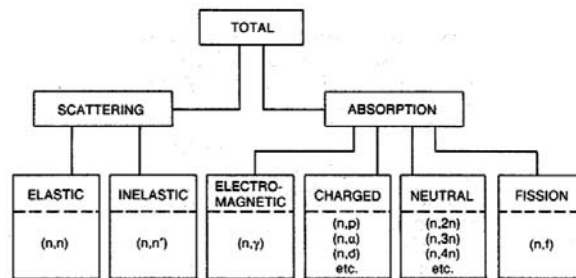 TOTAL
SCATTERING
ABSORPTION
ELASTIC
(n,n)
INELASTIC
(n,n')
ELECTRO-
MAGNETIC
(n,γ)
CHARGED
(n,p)
(n,α)
(n,d)
etc.
NEUTRAL
(n,2n)
(n,3n)
(n,4n)
etc.
FISSION
(n,f)